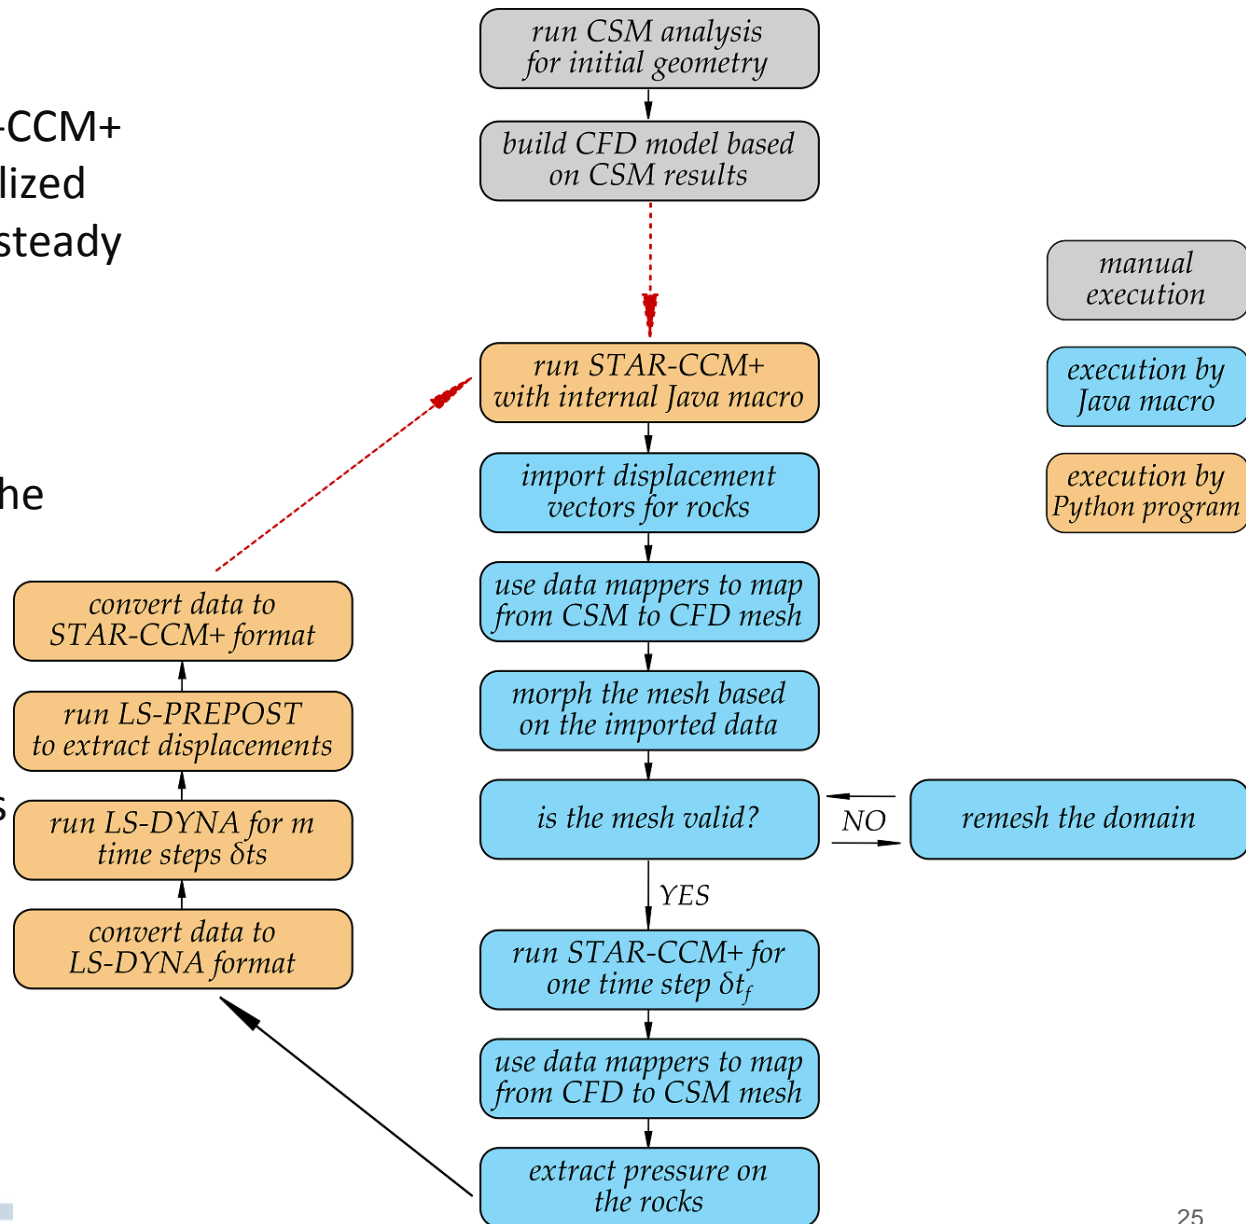 -CCM+
lized
steady
he
s
run CSM analysis
for initial geometry
build CFD model based
on CSM results
run STAR-CCM+
with internal Java macro
import displacement
vectors for rocks
use data mappers to map
from CSM to CFD mesh
morph the mesh based
on the imported data
is the mesh valid?
NO
remesh the domain
YES
run STAR-CCM+ for
one time step δt_f
use data mappers to map
from CFD to CSM mesh
extract pressure on
the rocks
convert data to
STAR-CCM+ format
run LS-PREPOST
to extract displacements
run LS-DYNA for m
time steps δts
convert data to
LS-DYNA format
manual
execution
execution by
Java macro
execution by
Python program
25